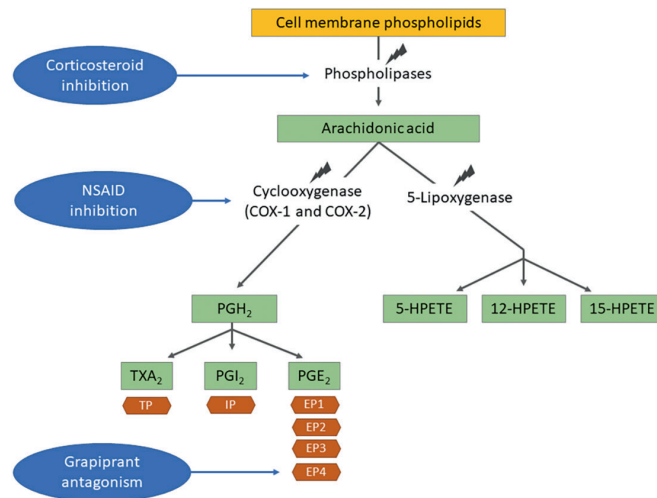 Cell membrane phospholipids
Corticosteroid
inhibition
Phospholipases
Arachidonic acid
NSAID
inhibition
Cyclooxygenase
(COX-1 and COX-2)
5-Lipoxygenase
PGH₂
5-HPETE
12-HPETE
15-HPETE
TXA₂
PGI₂
PGE₂
TP
IP
EP1
EP2
EP3
EP4
Grapiprant
antagonism